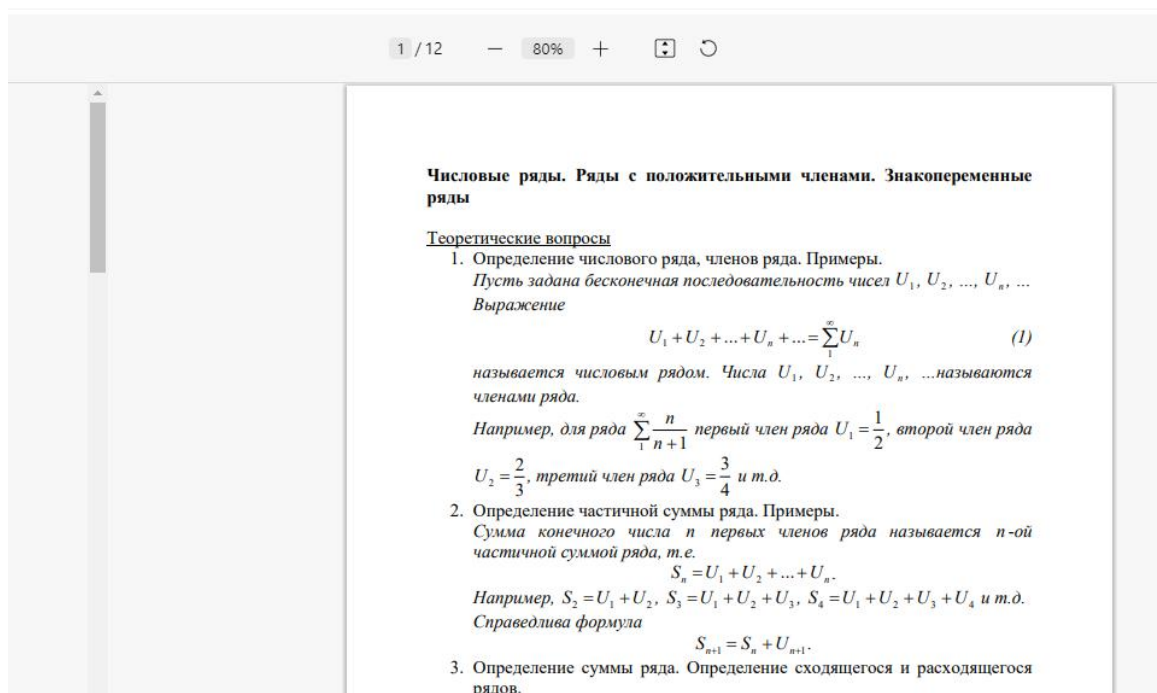 1 / 12 — 80% +
Числовые ряды. Ряды с положительными членами. Знакопеременные
ряды
Теоретические вопросы
1. Определение числового ряда, членов ряда. Примеры.
Пусть задана бесконечная последовательность чисел U₁, U₂, ..., Uₙ, ...
Выражение
U₁ + U₂ + ... + Uₙ + ... = ∑₁^∞ Uₙ (1)
называется числовым рядом. Числа U₁, U₂, ..., Uₙ, ...называются
членами ряда.
Например, для ряда ∑₁^∞ n/(n+1) первый член ряда U₁ = 1/2, второй член ряда
U₂ = 2/3, третий член ряда U₃ = 3/4 и т.д.
2. Определение частичной суммы ряда. Примеры.
Сумма конечного числа n первых членов ряда называется n-ой
частичной суммой ряда, т.е.
Sₙ = U₁ + U₂ + ... + Uₙ.
Например, S₂ = U₁ + U₂, S₃ = U₁ + U₂ + U₃, S₄ = U₁ + U₂ + U₃ + U₄ и т.д.
Справедлива формула
Sₙ₊₁ = Sₙ + Uₙ₊₁.
3. Определение суммы ряда. Определение сходящегося и расходящегося
рядов.